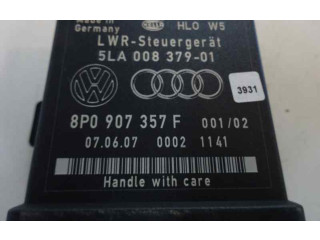 Made in
Germany
HLO W5
LWR-Steuergerät
5LA 008 379-01
3931
8P0 907 357 F 001/02
07.06.07 0002 1141
Handle with care